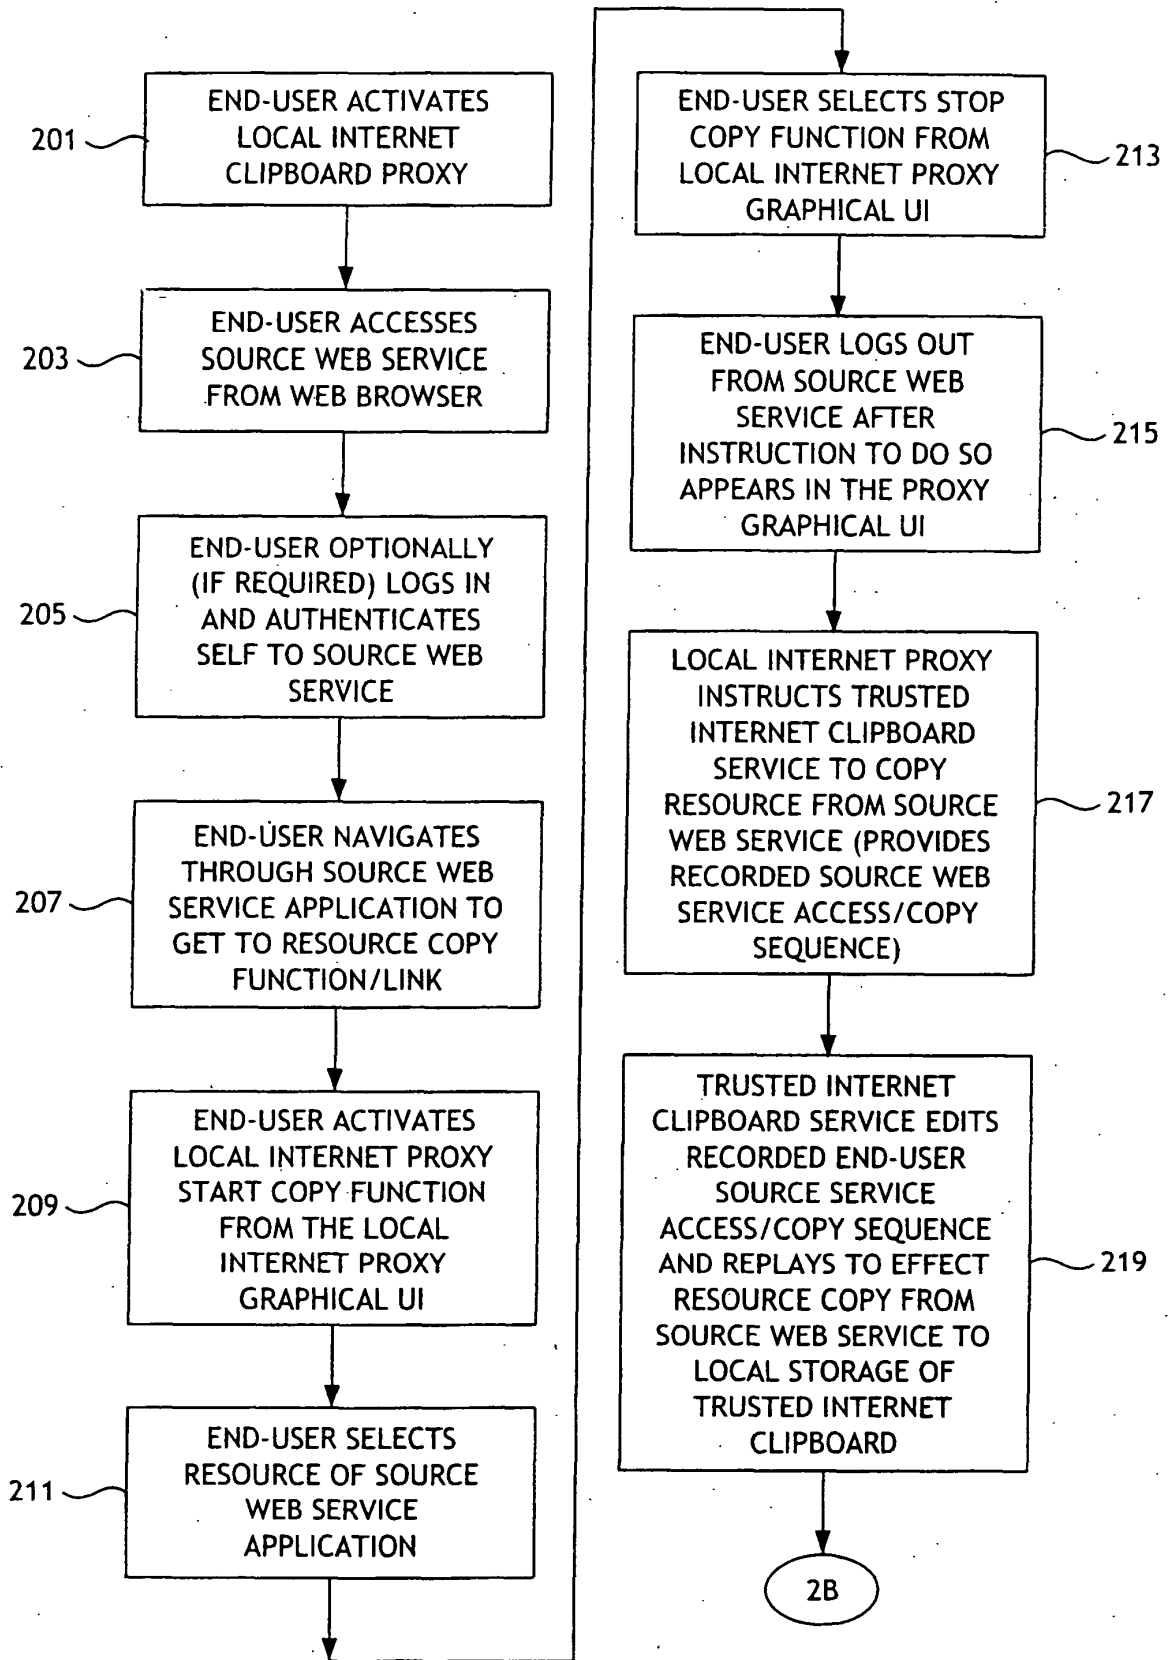 201
END-USER ACTIVATES
LOCAL INTERNET
CLIPBOARD PROXY
203
END-USER ACCESSES
SOURCE WEB SERVICE
FROM WEB BROWSER
205
END-USER OPTIONALLY
(IF REQUIRED) LOGS IN
AND AUTHENTICATES
SELF TO SOURCE WEB
SERVICE
207
END-USER NAVIGATES
THROUGH SOURCE WEB
SERVICE APPLICATION TO
GET TO RESOURCE COPY
FUNCTION/LINK
209
END-USER ACTIVATES
LOCAL INTERNET PROXY
START COPY FUNCTION
FROM THE LOCAL
INTERNET PROXY
GRAPHICAL UI
211
END-USER SELECTS
RESOURCE OF SOURCE
WEB SERVICE
APPLICATION
END-USER SELECTS STOP
COPY FUNCTION FROM
LOCAL INTERNET PROXY
GRAPHICAL UI
213
END-USER LOGS OUT
FROM SOURCE WEB
SERVICE AFTER
INSTRUCTION TO DO SO
APPEARS IN THE PROXY
GRAPHICAL UI
215
LOCAL INTERNET PROXY
INSTRUCTS TRUSTED
INTERNET CLIPBOARD
SERVICE TO COPY
RESOURCE FROM SOURCE
WEB SERVICE (PROVIDES
RECORDED SOURCE WEB
SERVICE ACCESS/COPY
SEQUENCE)
217
TRUSTED INTERNET
CLIPBOARD SERVICE EDITS
RECORDED END-USER
SOURCE SERVICE
ACCESS/COPY SEQUENCE
AND REPLAYS TO EFFECT
RESOURCE COPY FROM
SOURCE WEB SERVICE TO
LOCAL STORAGE OF
TRUSTED INTERNET
CLIPBOARD
219
2B